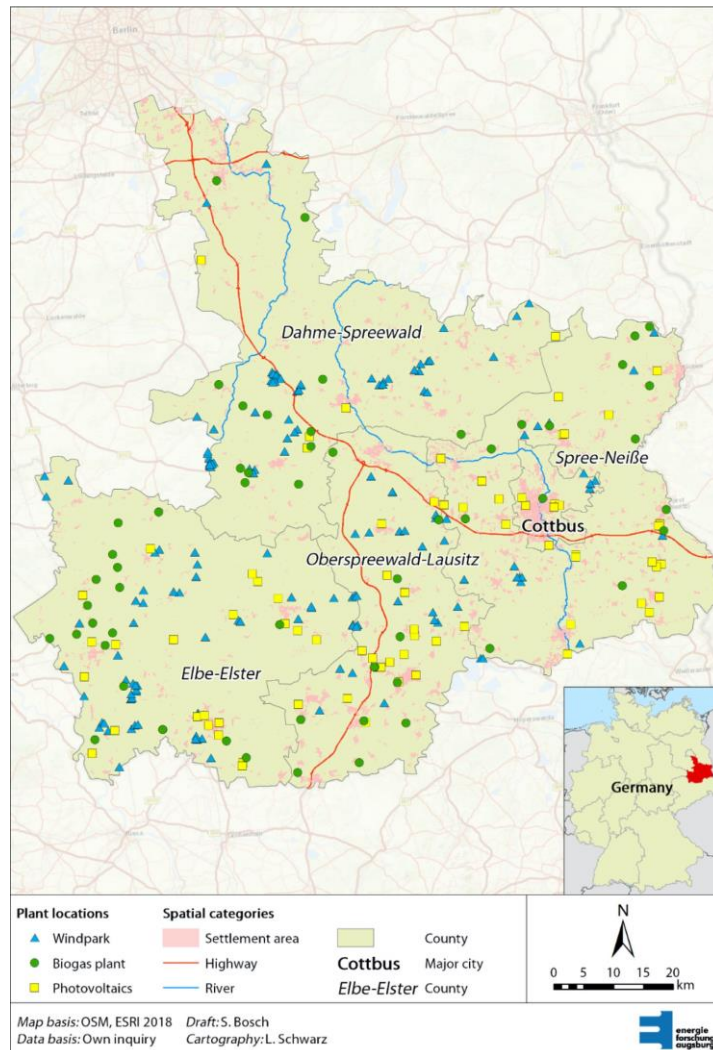 Berlin
Dahme-Spreewald
Spree-Neiße
Cottbus
Oberspreewald-Lausitz
Elbe-Elster
Germany
Plant locations
Windpark
Biogas plant
Photovoltaics
Spatial categories
Settlement area
Highway
River
County
Cottbus Major city
Elbe-Elster County
N
0 5 10 15 20
km
Map basis: OSM, ESRI 2018 Draft: S. Bosch
Data basis: Own inquiry Cartography: L. Schwarz
energie
forschung
augsburg